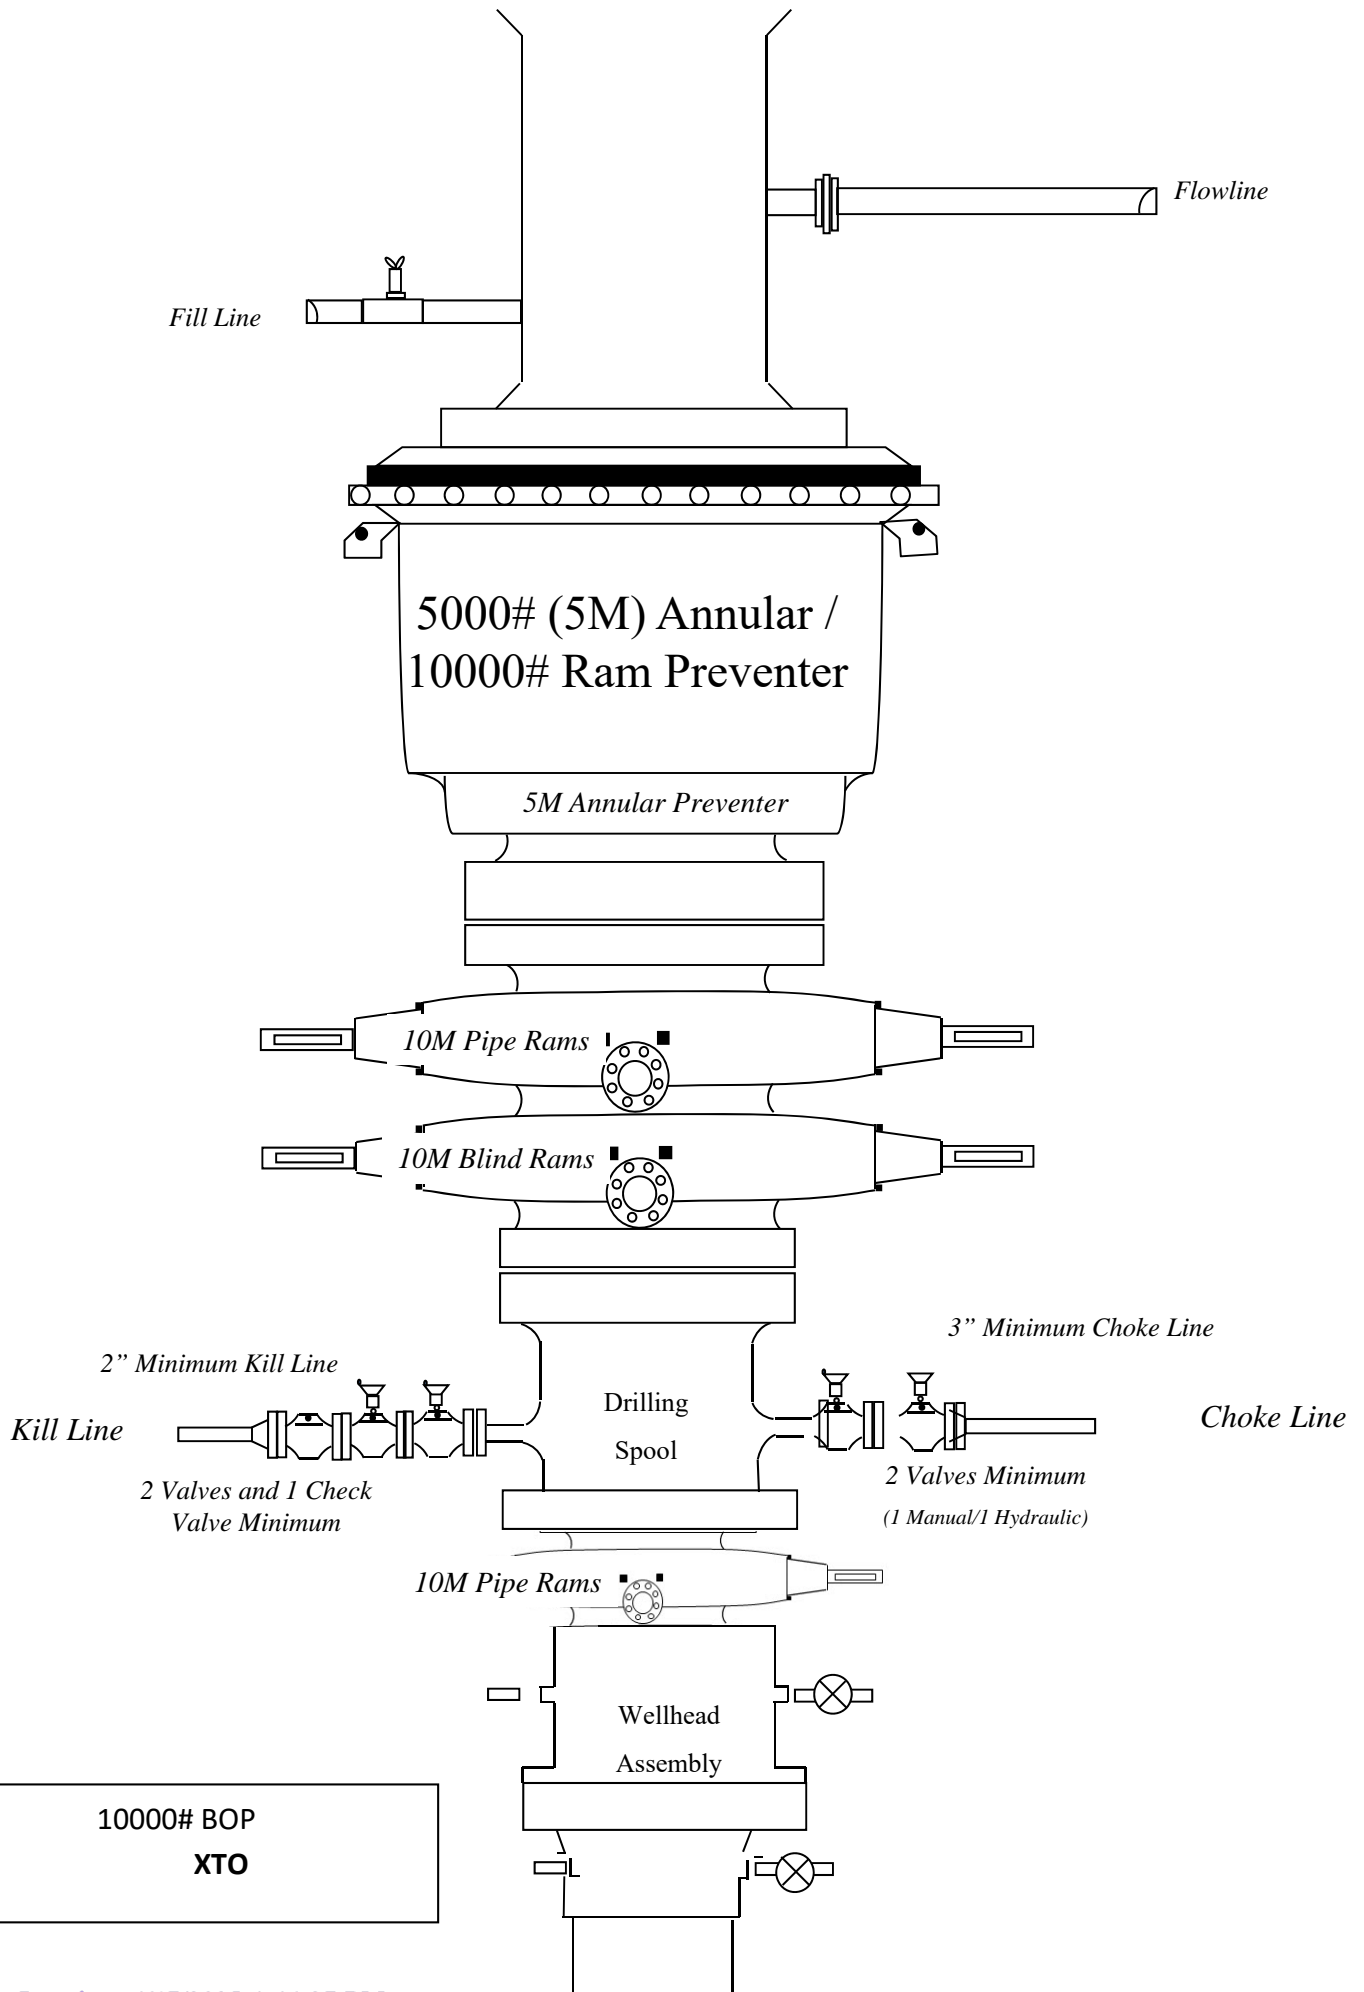 Flowline
Fill Line
5000# (5M) Annular /
10000# Ram Preventer
5M Annular Preventer
10M Pipe Rams
10M Blind Rams
3” Minimum Choke Line
2” Minimum Kill Line
Drilling
Spool
Kill Line
Choke Line
2 Valves and 1 Check
Valve Minimum
2 Valves Minimum
(1 Manual/1 Hydraulic)
10M Pipe Rams
Wellhead
Assembly
10000# BOP
XTO